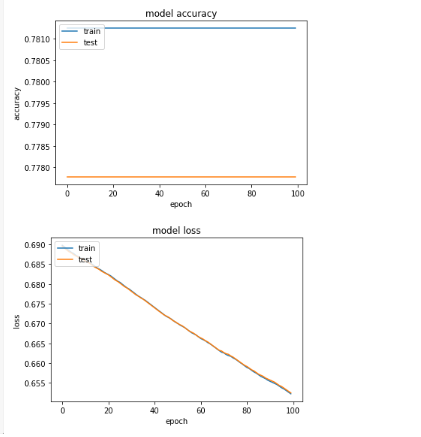 model accuracy
train
test
0.7810
0.7805
0.7800
0.7795
0.7790
0.7785
0.7780
accuracy
0 20 40 60 80 100
epoch
model loss
train
test
0.690
0.685
0.680
0.675
0.670
0.665
0.660
0.655
loss
0 20 40 60 80 100
epoch